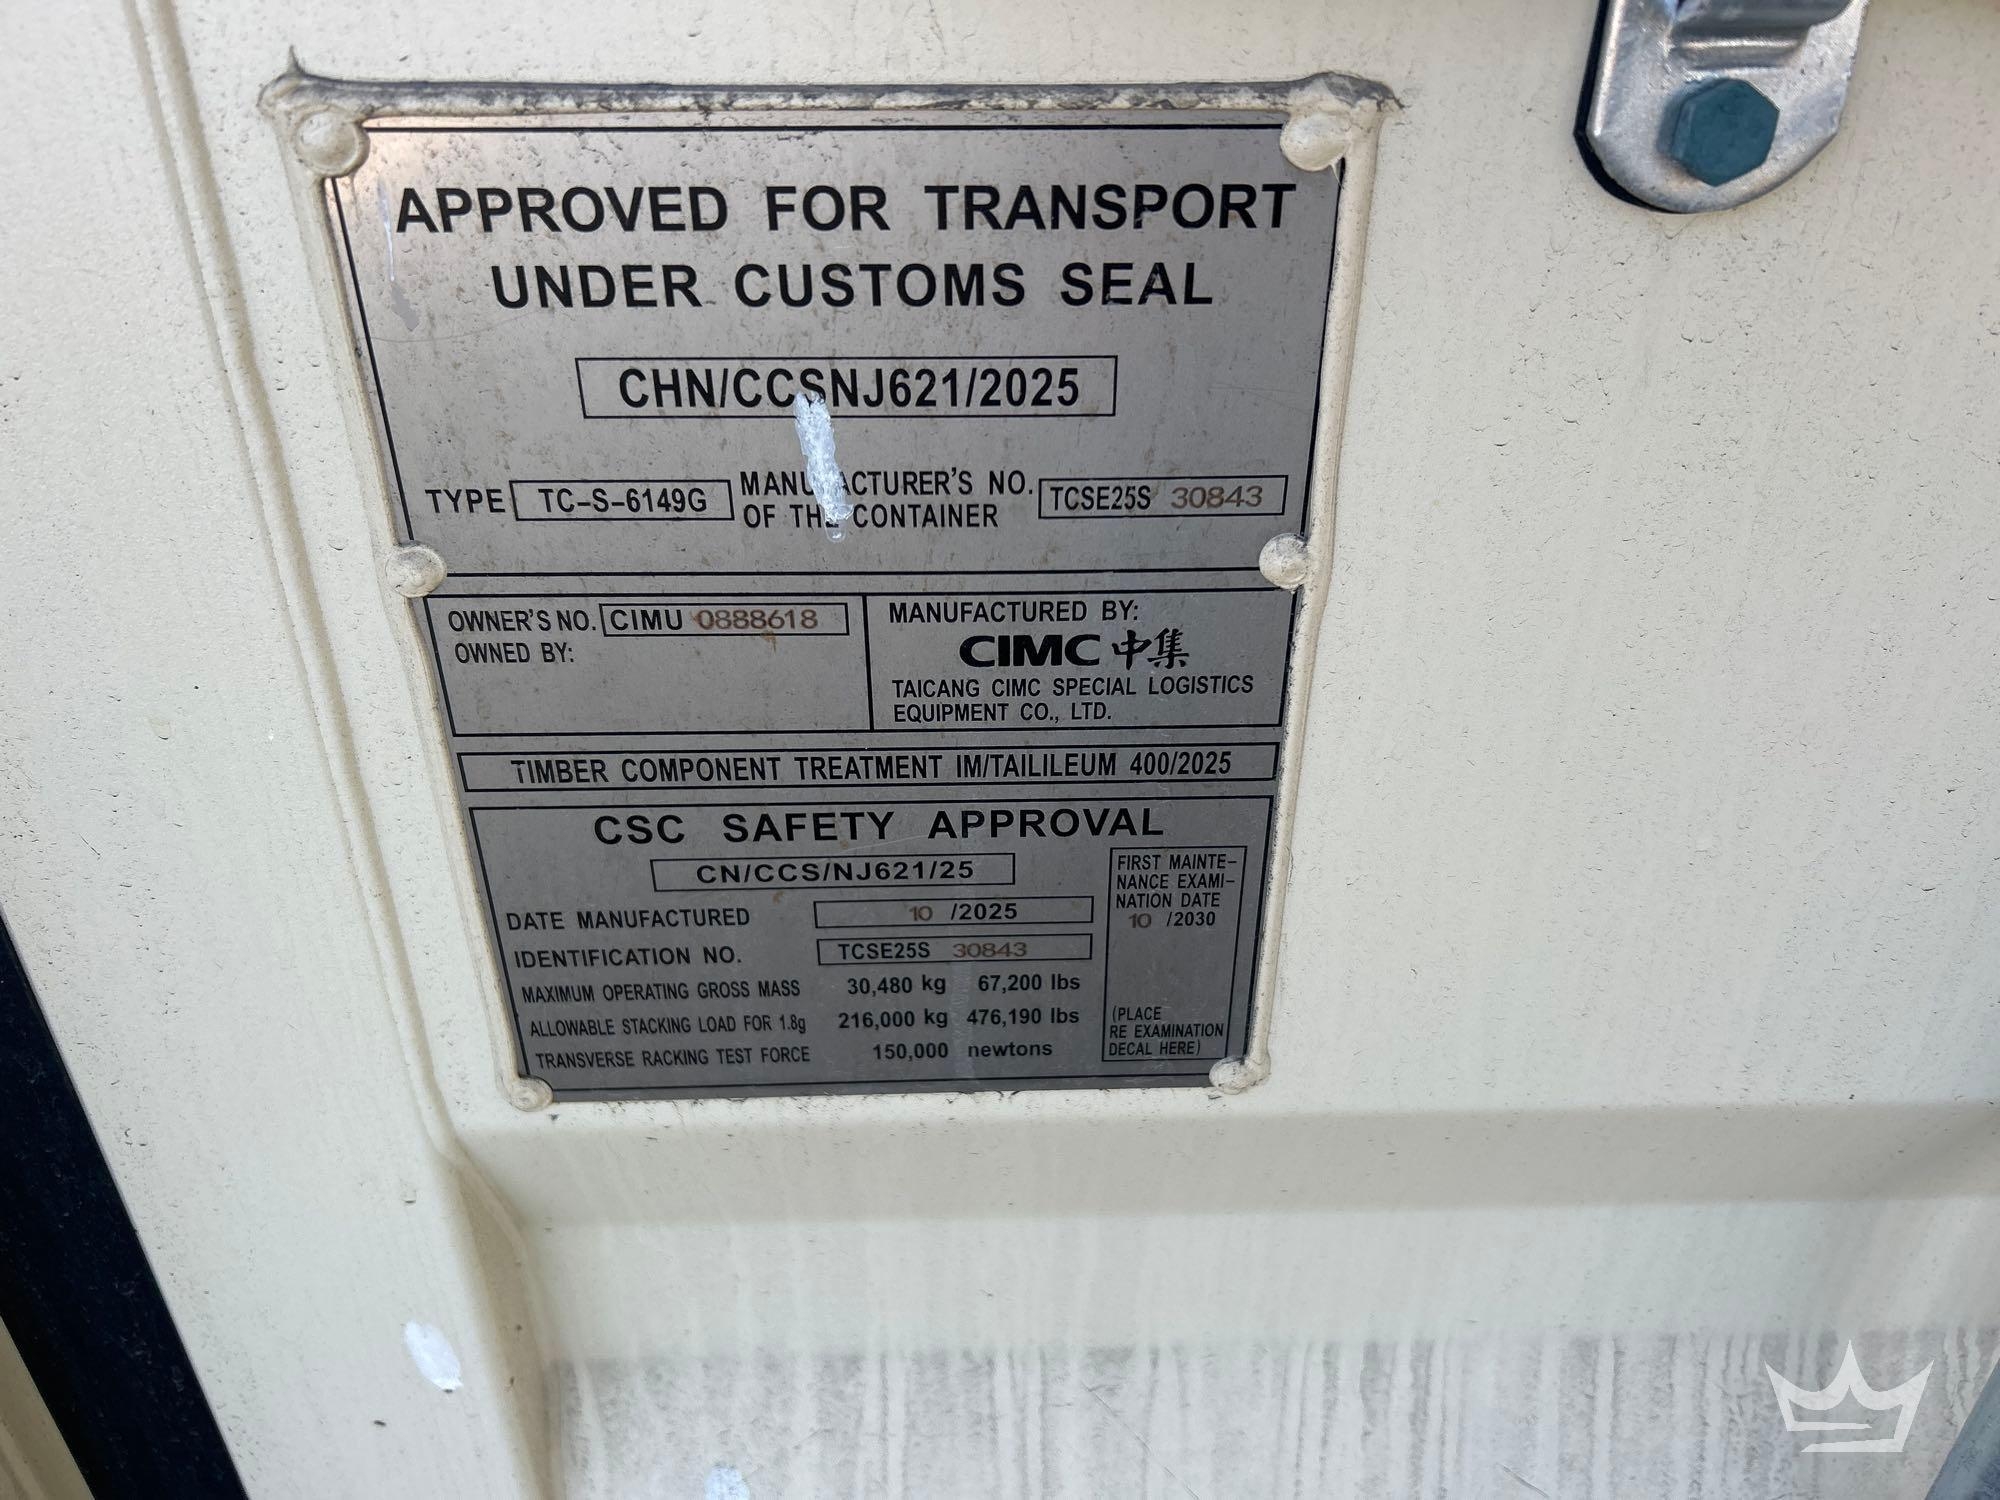 APPROVED FOR TRANSPORT
UNDER CUSTOMS SEAL
CHN/CCSNJ621/2025
TYPE TC-S-6149G MANUFACTURER'S NO. OF THE CONTAINER TCSE25S 30843
OWNER'S NO. CIMU 0888618
OWNED BY:
MANUFACTURED BY:
CIMC 中集
TAICANG CIMC SPECIAL LOGISTICS
EQUIPMENT CO., LTD.
TIMBER COMPONENT TREATMENT IM/TAILILEUM 400/2025
CSC SAFETY APPROVAL
CN/CCS/NJ621/25
DATE MANUFACTURED 10 /2025
IDENTIFICATION NO. TCSE25S 30843
MAXIMUM OPERATING GROSS MASS 30,480 kg 67,200 lbs
ALLOWABLE STACKING LOAD FOR 1.8g 216,000 kg 476,190 lbs
TRANSVERSE RACKING TEST FORCE 150,000 newtons
FIRST MAINTE-
NANCE EXAMI-
NATION DATE
10 /2030
(PLACE
RE EXAMINATION
DECAL HERE)